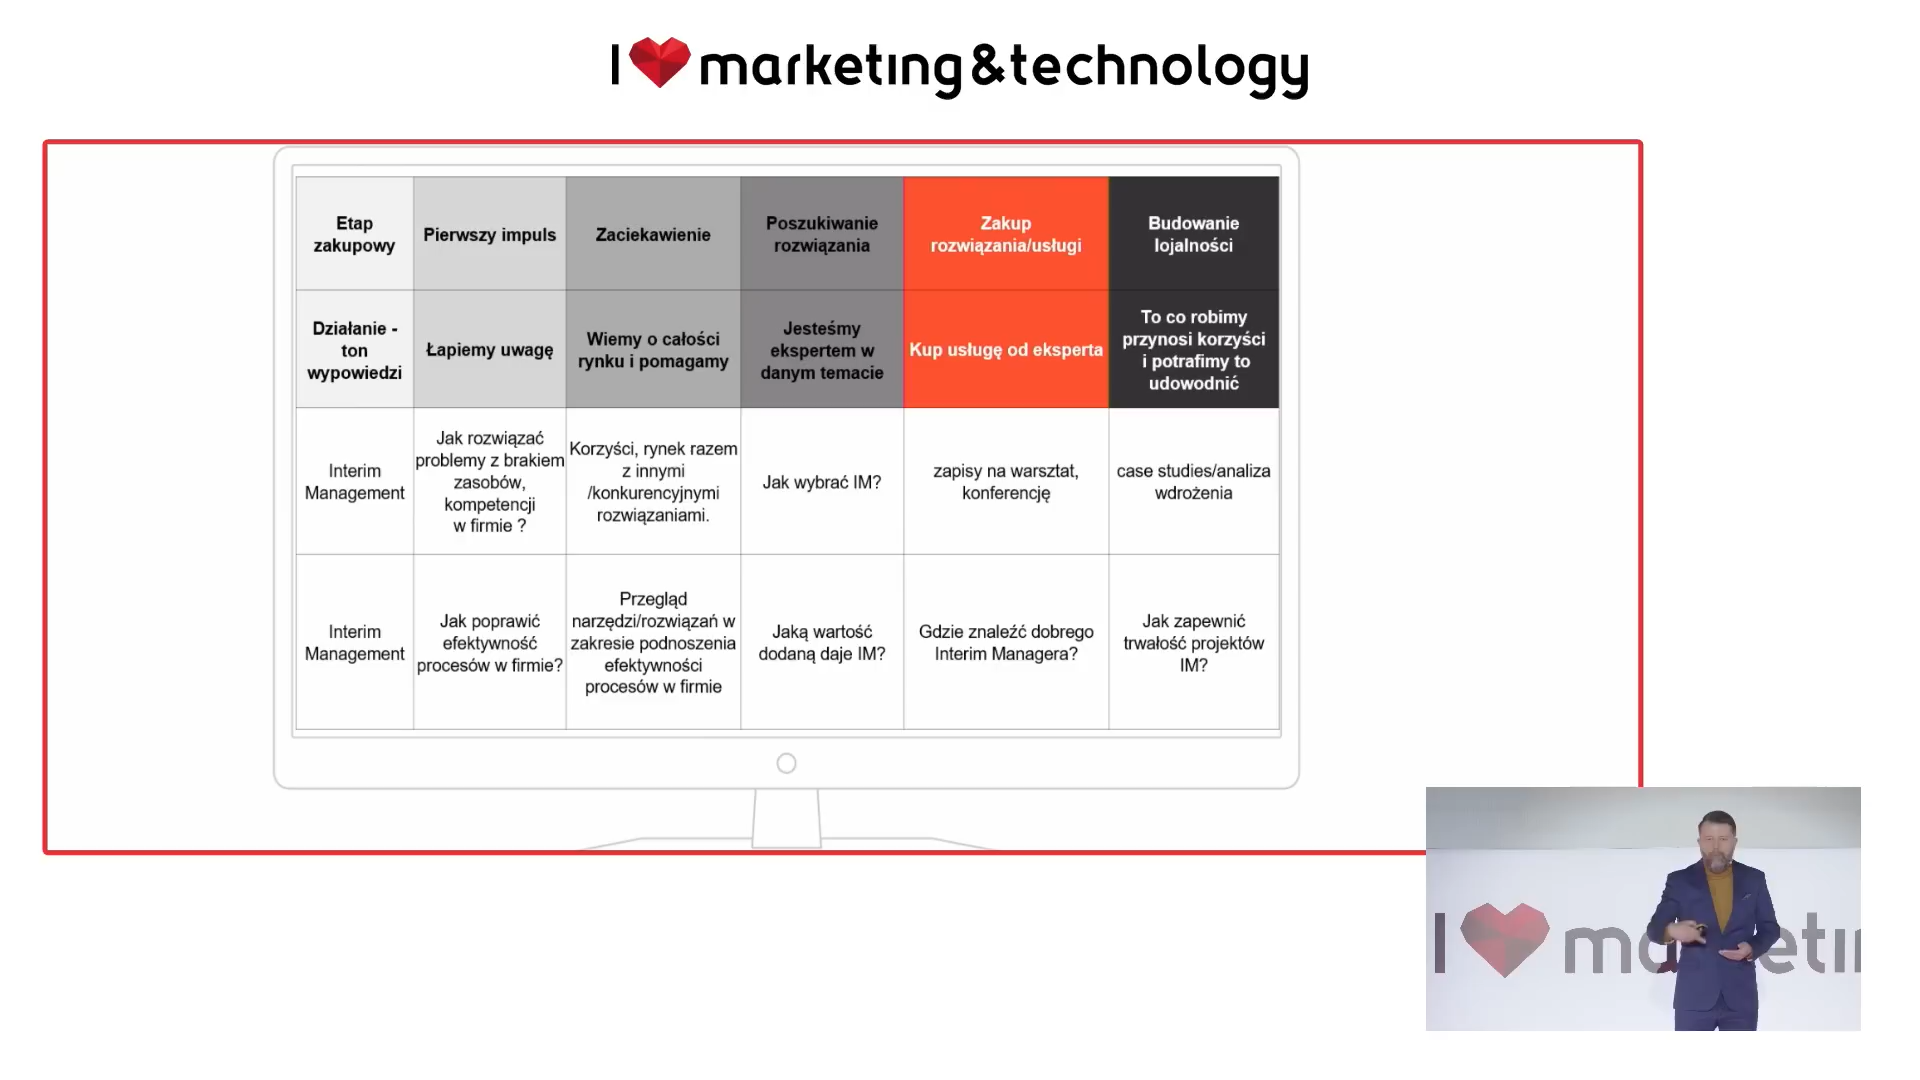 I marketing&technology
Etap
zakupowy
Pierwszy impuls
Zaciekawienie
Poszukiwanie
rozwiązania
Zakup
rozwiązania/usługi
Budowanie
lojalności
Działanie -
ton
wypowiedzi
Łapiemy uwagę
Wiemy o całości
rynku i pomagamy
Jesteśmy
ekspertem w
danym temacie
Kup usługę od eksperta
To co robimy
przynosi korzyści
i potrafimy to
udowodnić
Interim
Management
Jak rozwiązać
problemy z brakiem
zasobów,
kompetencji
w firmie ?
Korzyści, rynek razem
z innymi
/konkurencyjnymi
rozwiązaniami.
Jak wybrać IM?
zapisy na warsztat,
konferencję
case studies/analiza
wdrożenia
Interim
Management
Jak poprawić
efektywność
procesów w firmie?
Przegląd
narzędzi/rozwiązań w
zakresie podnoszenia
efektywności
procesów w firmie
Jaką wartość
dodaną daje IM?
Gdzie znaleźć dobrego
Interim Managera?
Jak zapewnić
trwałość projektów
IM?
I ma eti